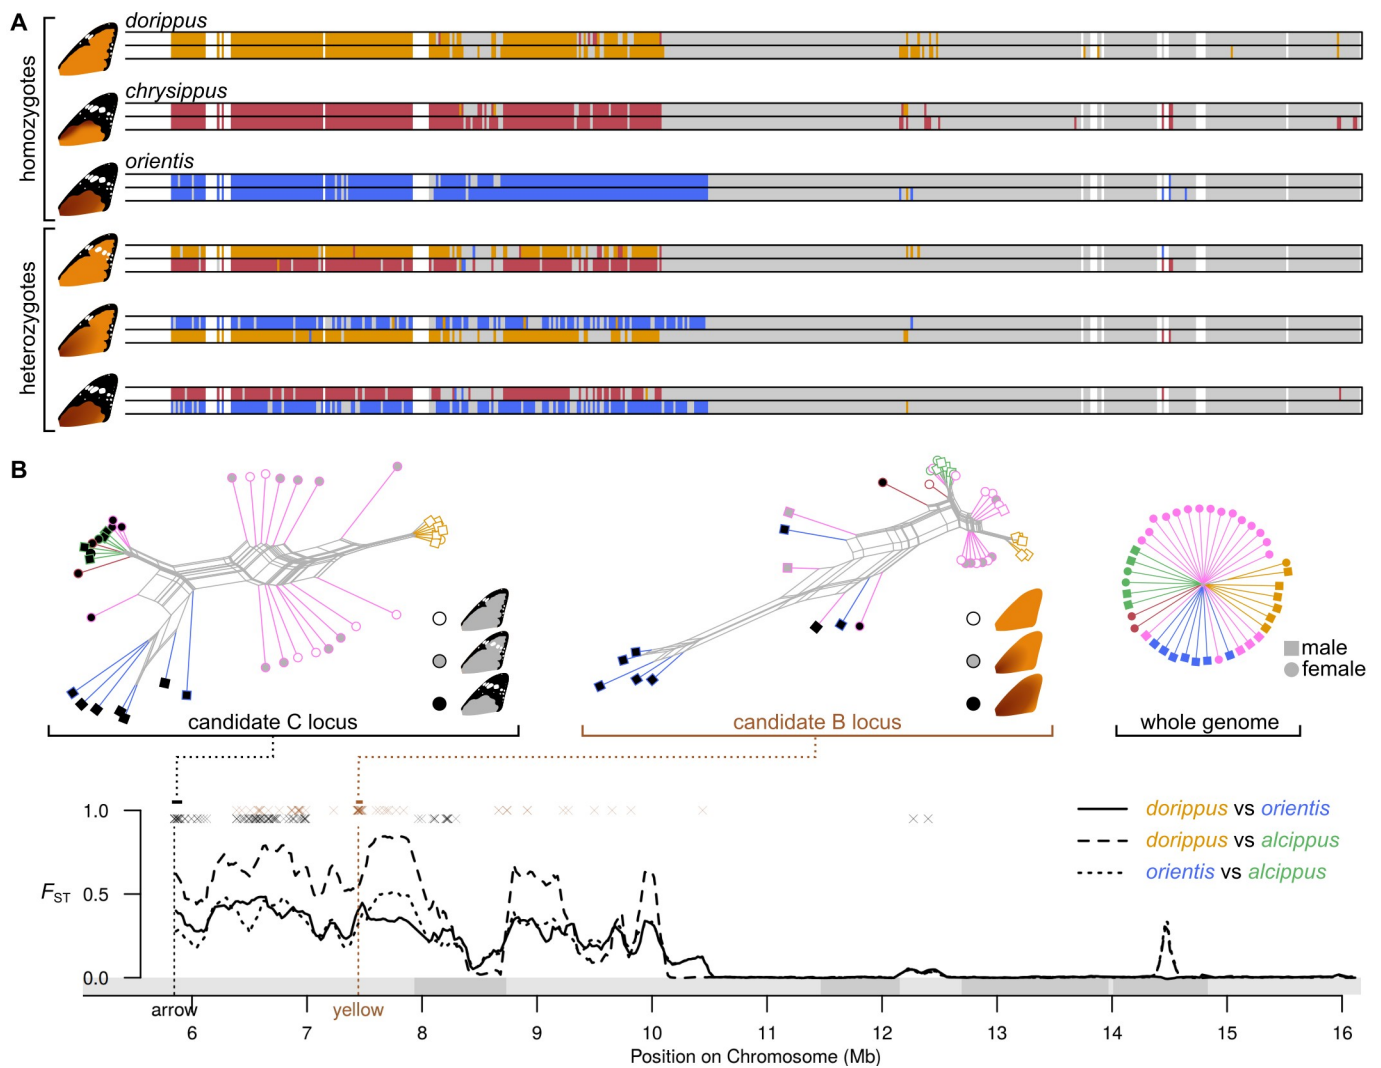 A
dorippus
chrysippus
orientis
homozygotes
heterozygotes
B
male
female
candidate C locus
candidate B locus
whole genome
dorippus vs orientis
dorippus vs alcippus
orientis vs alcippus
1.0
FST 0.5
0.0
arrow
yellow
6 7 8 9 10 11 12 13 14 15 16
Position on Chromosome (Mb)